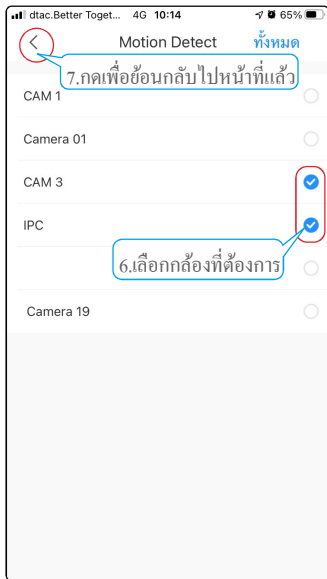 dtac.Better Toget... 4G 10:14 65%
Motion Detect ทั้งหมด
7.กดเพื่อย้อนกลับไปหน้าที่แล้ว
CAM 1
Camera 01
CAM 3
IPC
6.เลือกกล้องที่ต้องการ
Camera 19